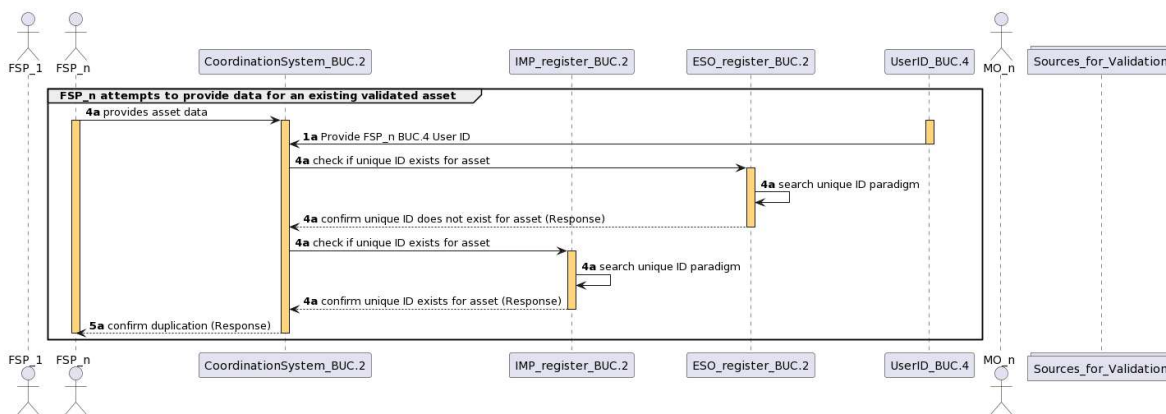 FSP_1
FSP_n
CoordinationSystem_BUC.2
IMP_register_BUC.2
ESO_register_BUC.2
UserID_BUC.4
MO_n
Sources_for_Validation
FSP_n attempts to provide data for an existing validated asset
4a provides asset data
1a Provide FSP_n BUC.4 User ID
4a check if unique ID exists for asset
4a search unique ID paradigm
4a confirm unique ID does not exist for asset (Response)
4a check if unique ID exists for asset
4a search unique ID paradigm
4a confirm unique ID exists for asset (Response)
5a confirm duplication (Response)
FSP_1
FSP_n
CoordinationSystem_BUC.2
IMP_register_BUC.2
ESO_register_BUC.2
UserID_BUC.4
MO_n
Sources_for_Validation